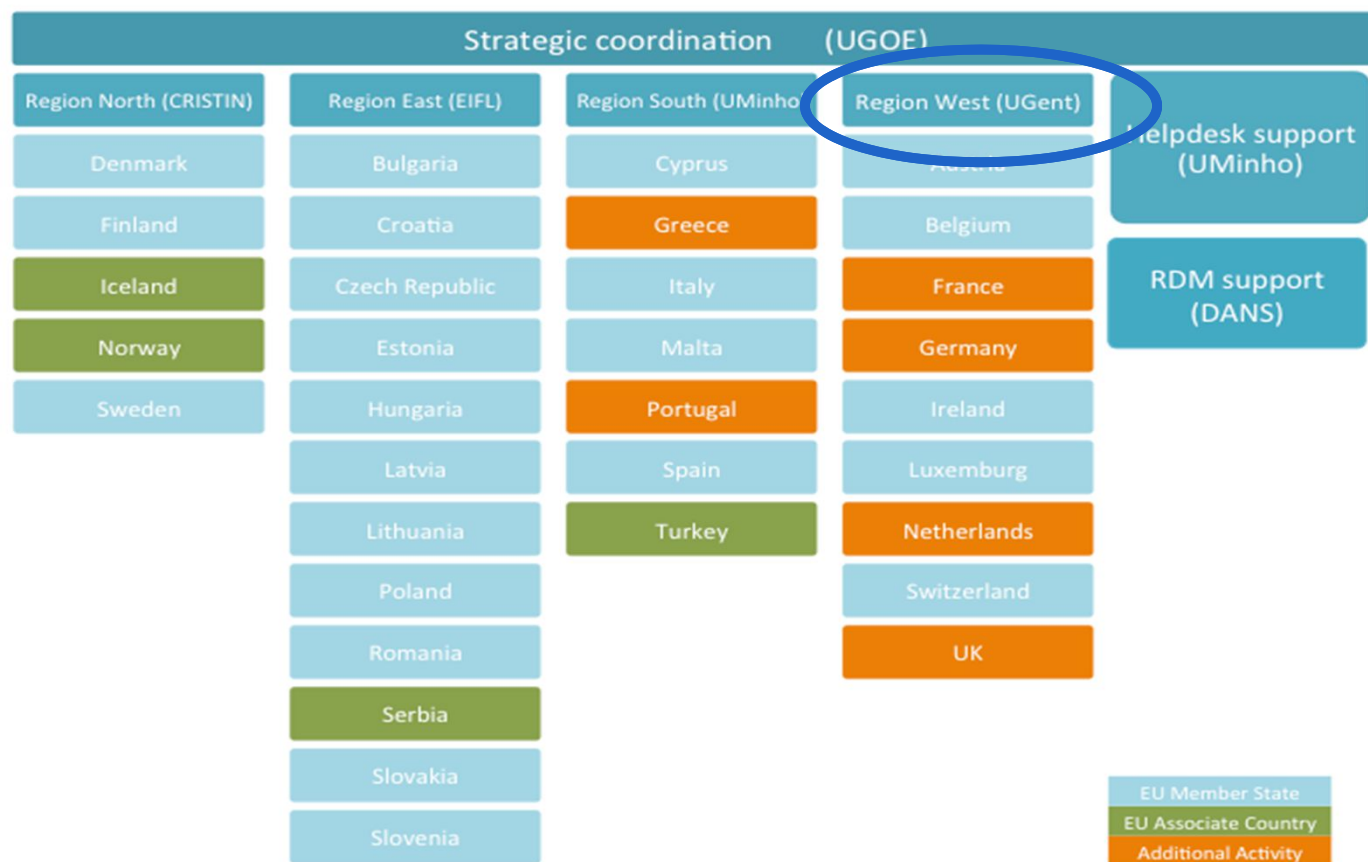 Strategic coordination (UGOE)
Region North (CRISTIN)
Denmark
Finland
Iceland
Norway
Sweden
Region East (EIFL)
Bulgaria
Croatia
Czech Republic
Estonia
Hungaria
Latvia
Lithuania
Poland
Romania
Serbia
Slovakia
Slovenia
Region South (UMinho)
Cyprus
Greece
Italy
Malta
Portugal
Spain
Turkey
Region West (UGent)
Austria
Belgium
France
Germany
Ireland
Luxemburg
Netherlands
Switzerland
UK
Helpdesk support
(UMinho)
RDM support
(DANS)
EU Member State
EU Associate Country
Additional Activity